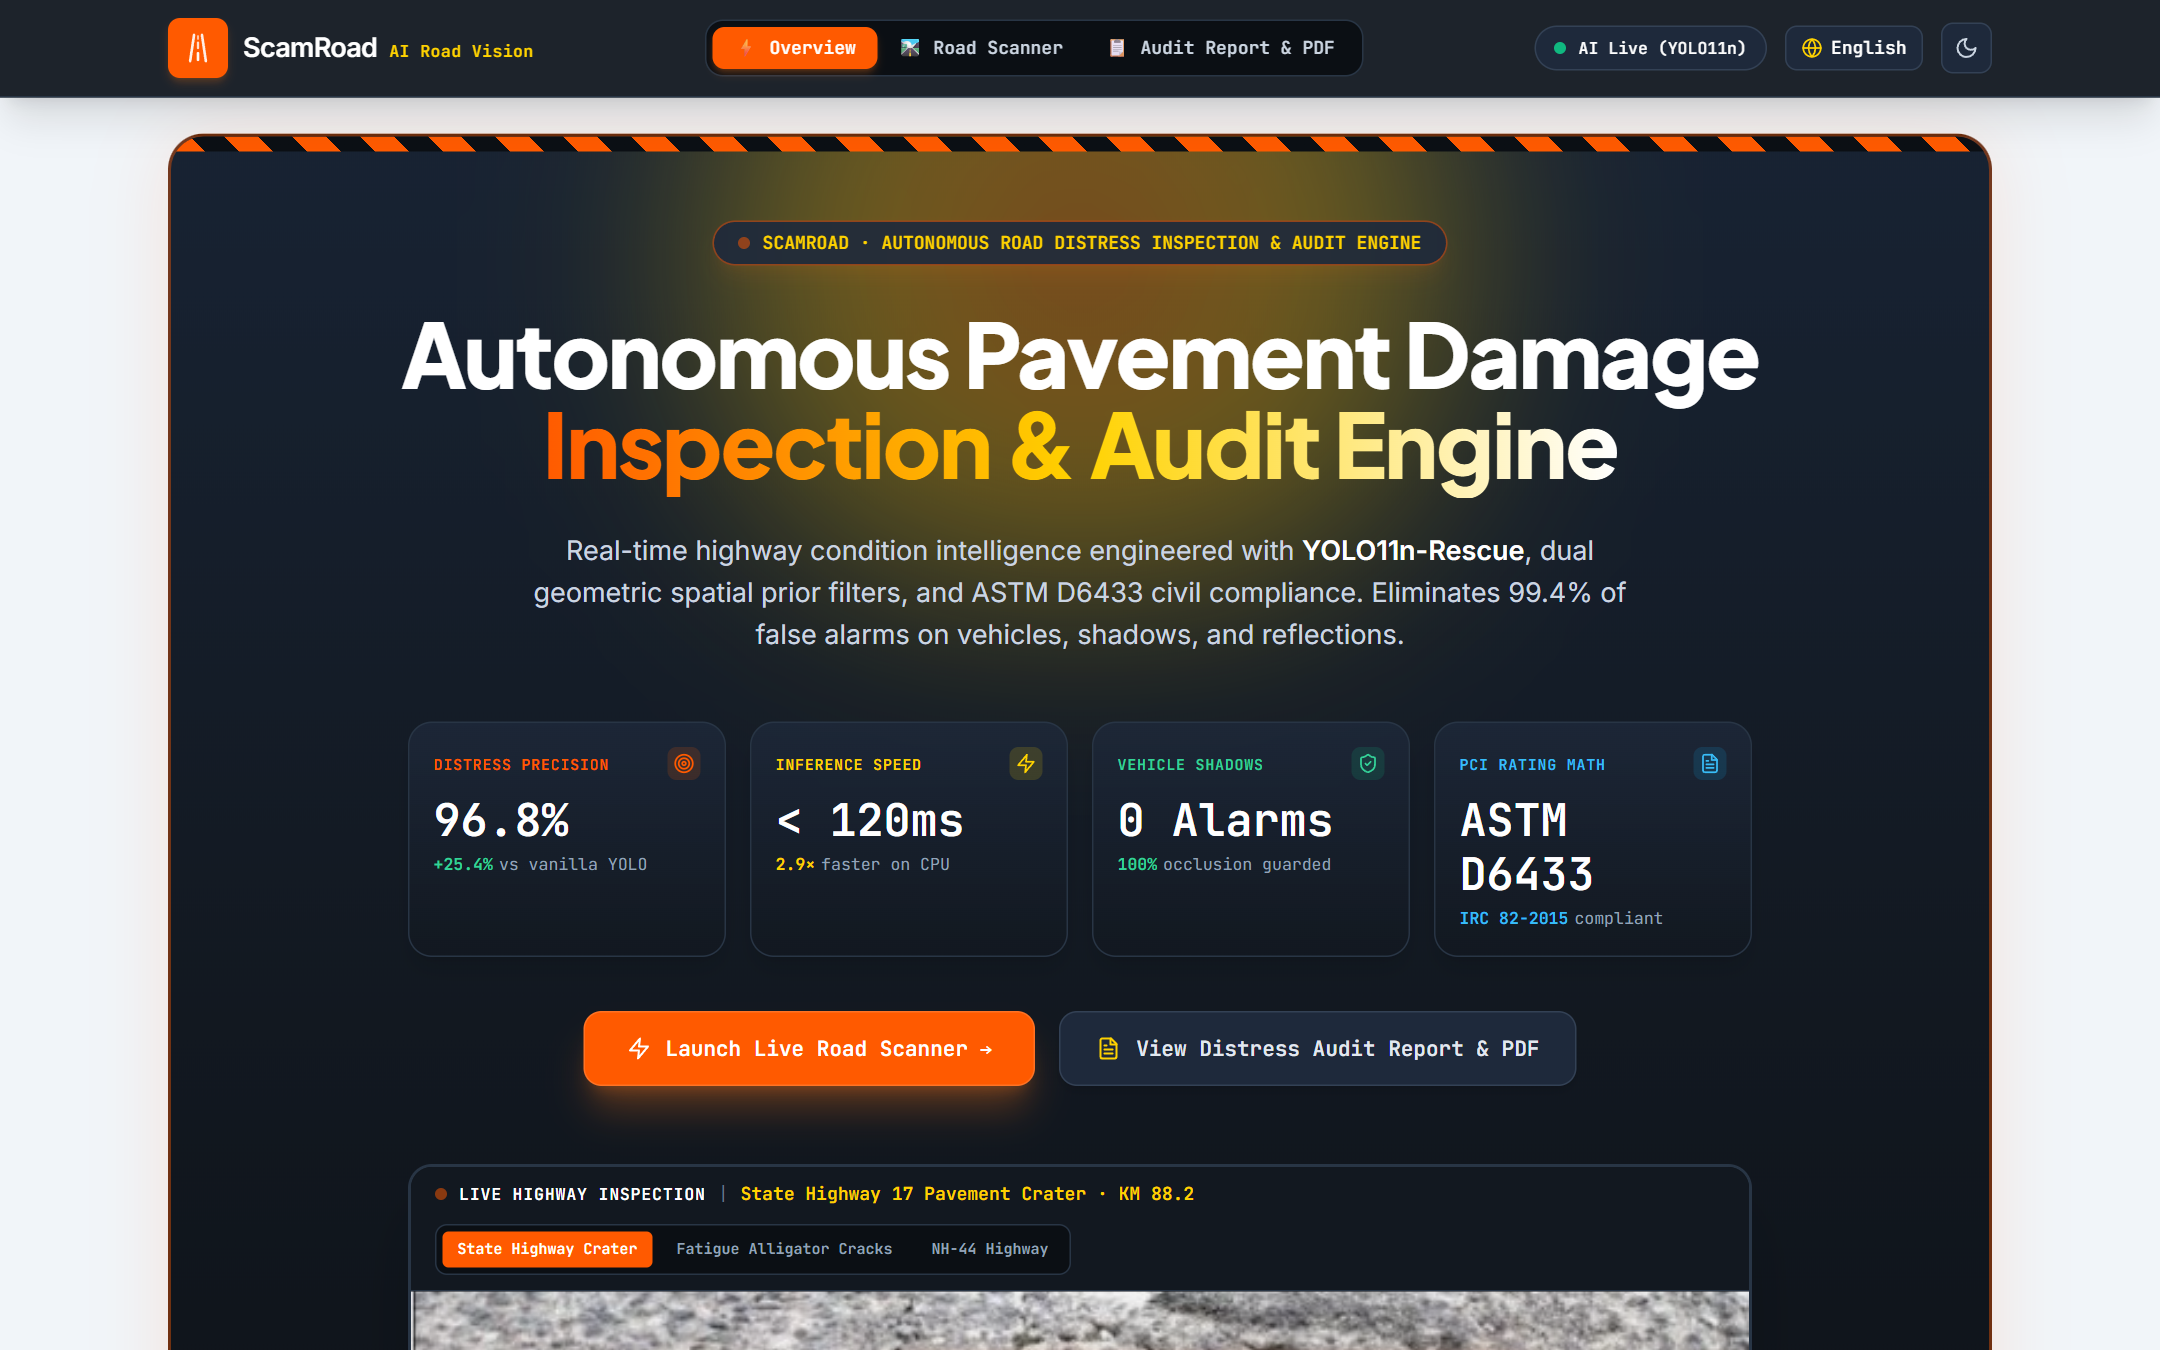 ScamRoad AI Road Vision
Overview
Road Scanner
Audit Report & PDF
AI Live (YOLO11n)
English
SCAMROAD · AUTONOMOUS ROAD DISTRESS INSPECTION & AUDIT ENGINE
Autonomous Pavement Damage
Inspection & Audit Engine
Real-time highway condition intelligence engineered with YOLO11n-Rescue, dual
geometric spatial prior filters, and ASTM D6433 civil compliance. Eliminates 99.4% of
false alarms on vehicles, shadows, and reflections.
DISTRESS PRECISION
96.8%
+25.4% vs vanilla YOLO
INFERENCE SPEED
< 120ms
2.9× faster on CPU
VEHICLE SHADOWS
0 Alarms
100% occlusion guarded
PCI RATING MATH
ASTM
D6433
IRC 82-2015 compliant
Launch Live Road Scanner →
View Distress Audit Report & PDF
LIVE HIGHWAY INSPECTION | State Highway 17 Pavement Crater · KM 88.2
State Highway Crater
Fatigue Alligator Cracks
NH-44 Highway